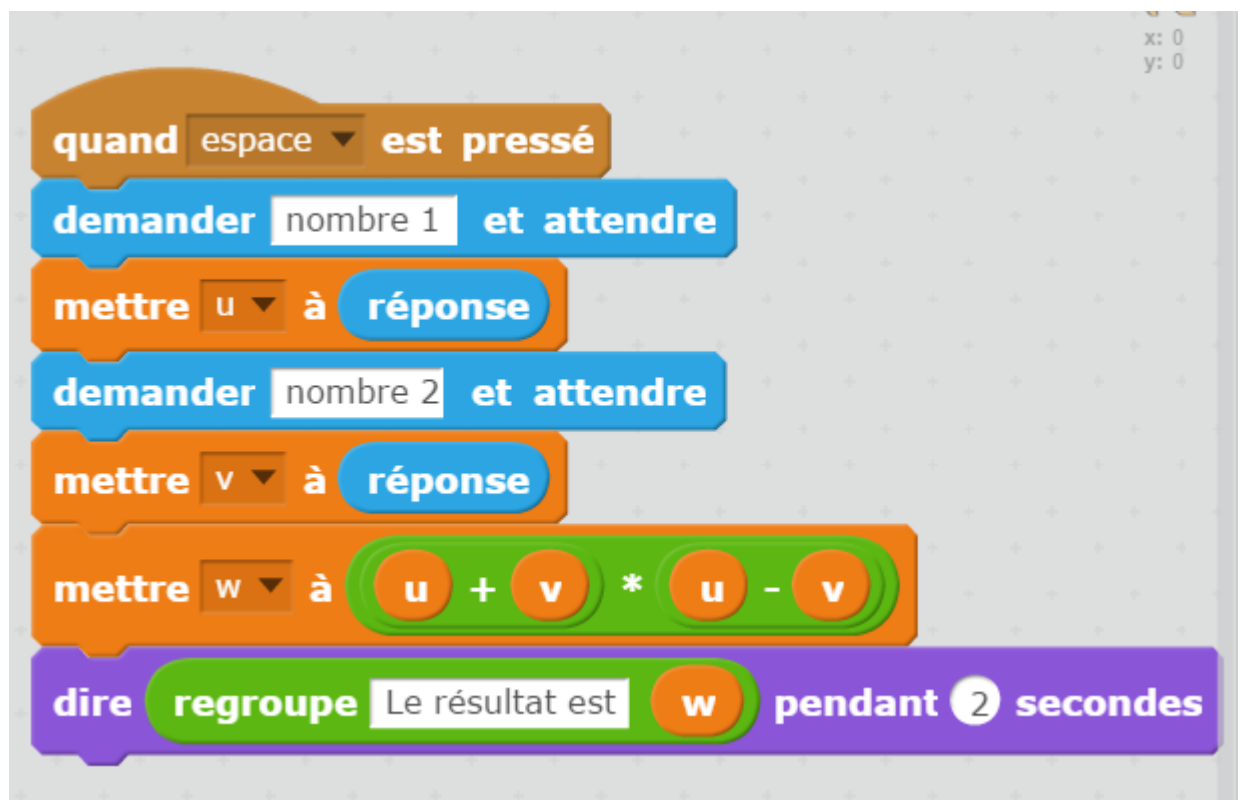 x: 0
y: 0
quand espace est pressé
demander nombre 1 et attendre
mettre u à réponse
demander nombre 2 et attendre
mettre v à réponse
mettre w à u + v * u - v
dire regroupe Le résultat est w pendant 2 secondes